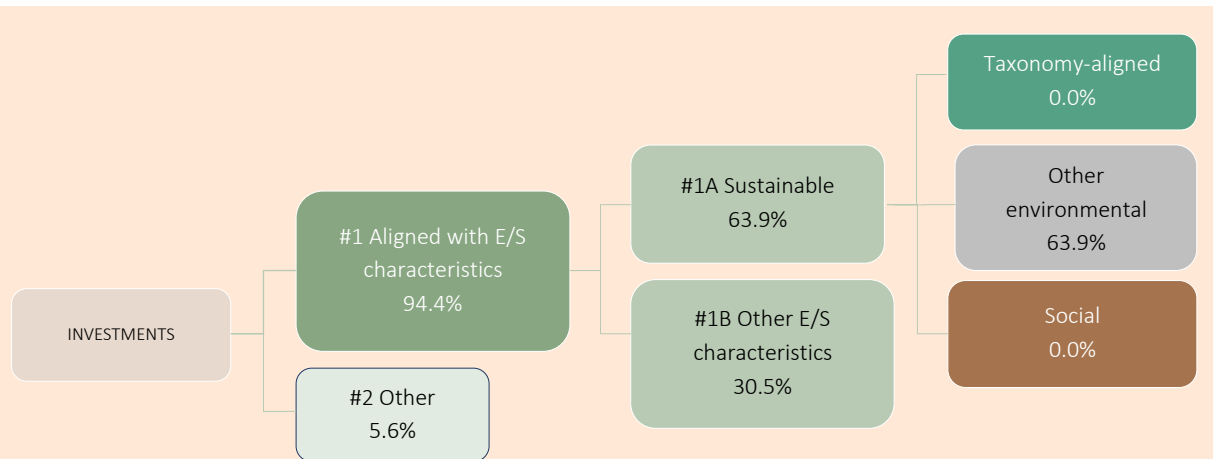 INVESTMENTS
#1 Aligned with E/S
characteristics
94.4%
#2 Other
5.6%
#1A Sustainable
63.9%
#1B Other E/S
characteristics
30.5%
Taxonomy-aligned
0.0%
Other
environmental
63.9%
Social
0.0%